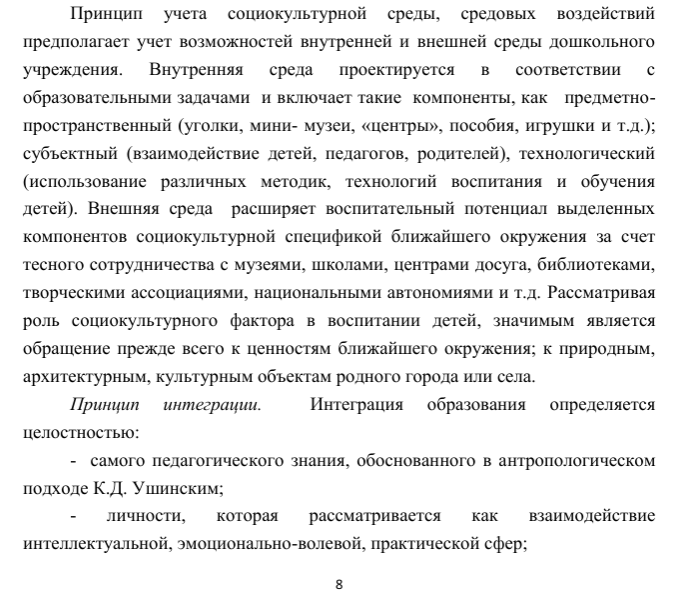 Принцип учета социокультурной среды, средовых воздействий
предполагает учет возможностей внутренней и внешней среды дошкольного
учреждения. Внутренняя среда проектируется в соответствии с
образовательными задачами и включает такие компоненты, как предметно-
пространственный (уголки, мини- музеи, «центры», пособия, игрушки и т.д.);
субъектный (взаимодействие детей, педагогов, родителей), технологический
(использование различных методик, технологий воспитания и обучения
детей). Внешняя среда расширяет воспитательный потенциал выделенных
компонентов социокультурной спецификой ближайшего окружения за счет
тесного сотрудничества с музеями, школами, центрами досуга, библиотеками,
творческими ассоциациями, национальными автономиями и т.д. Рассматривая
роль социокультурного фактора в воспитании детей, значимым является
обращение прежде всего к ценностям ближайшего окружения; к природным,
архитектурным, культурным объектам родного города или села.
Принцип интеграции. Интеграция образования определяется
целостностью:
- самого педагогического знания, обоснованного в антропологическом
подходе К.Д. Ушинским;
- личности, которая рассматривается как взаимодействие
интеллектуальной, эмоционально-волевой, практической сфер;
8